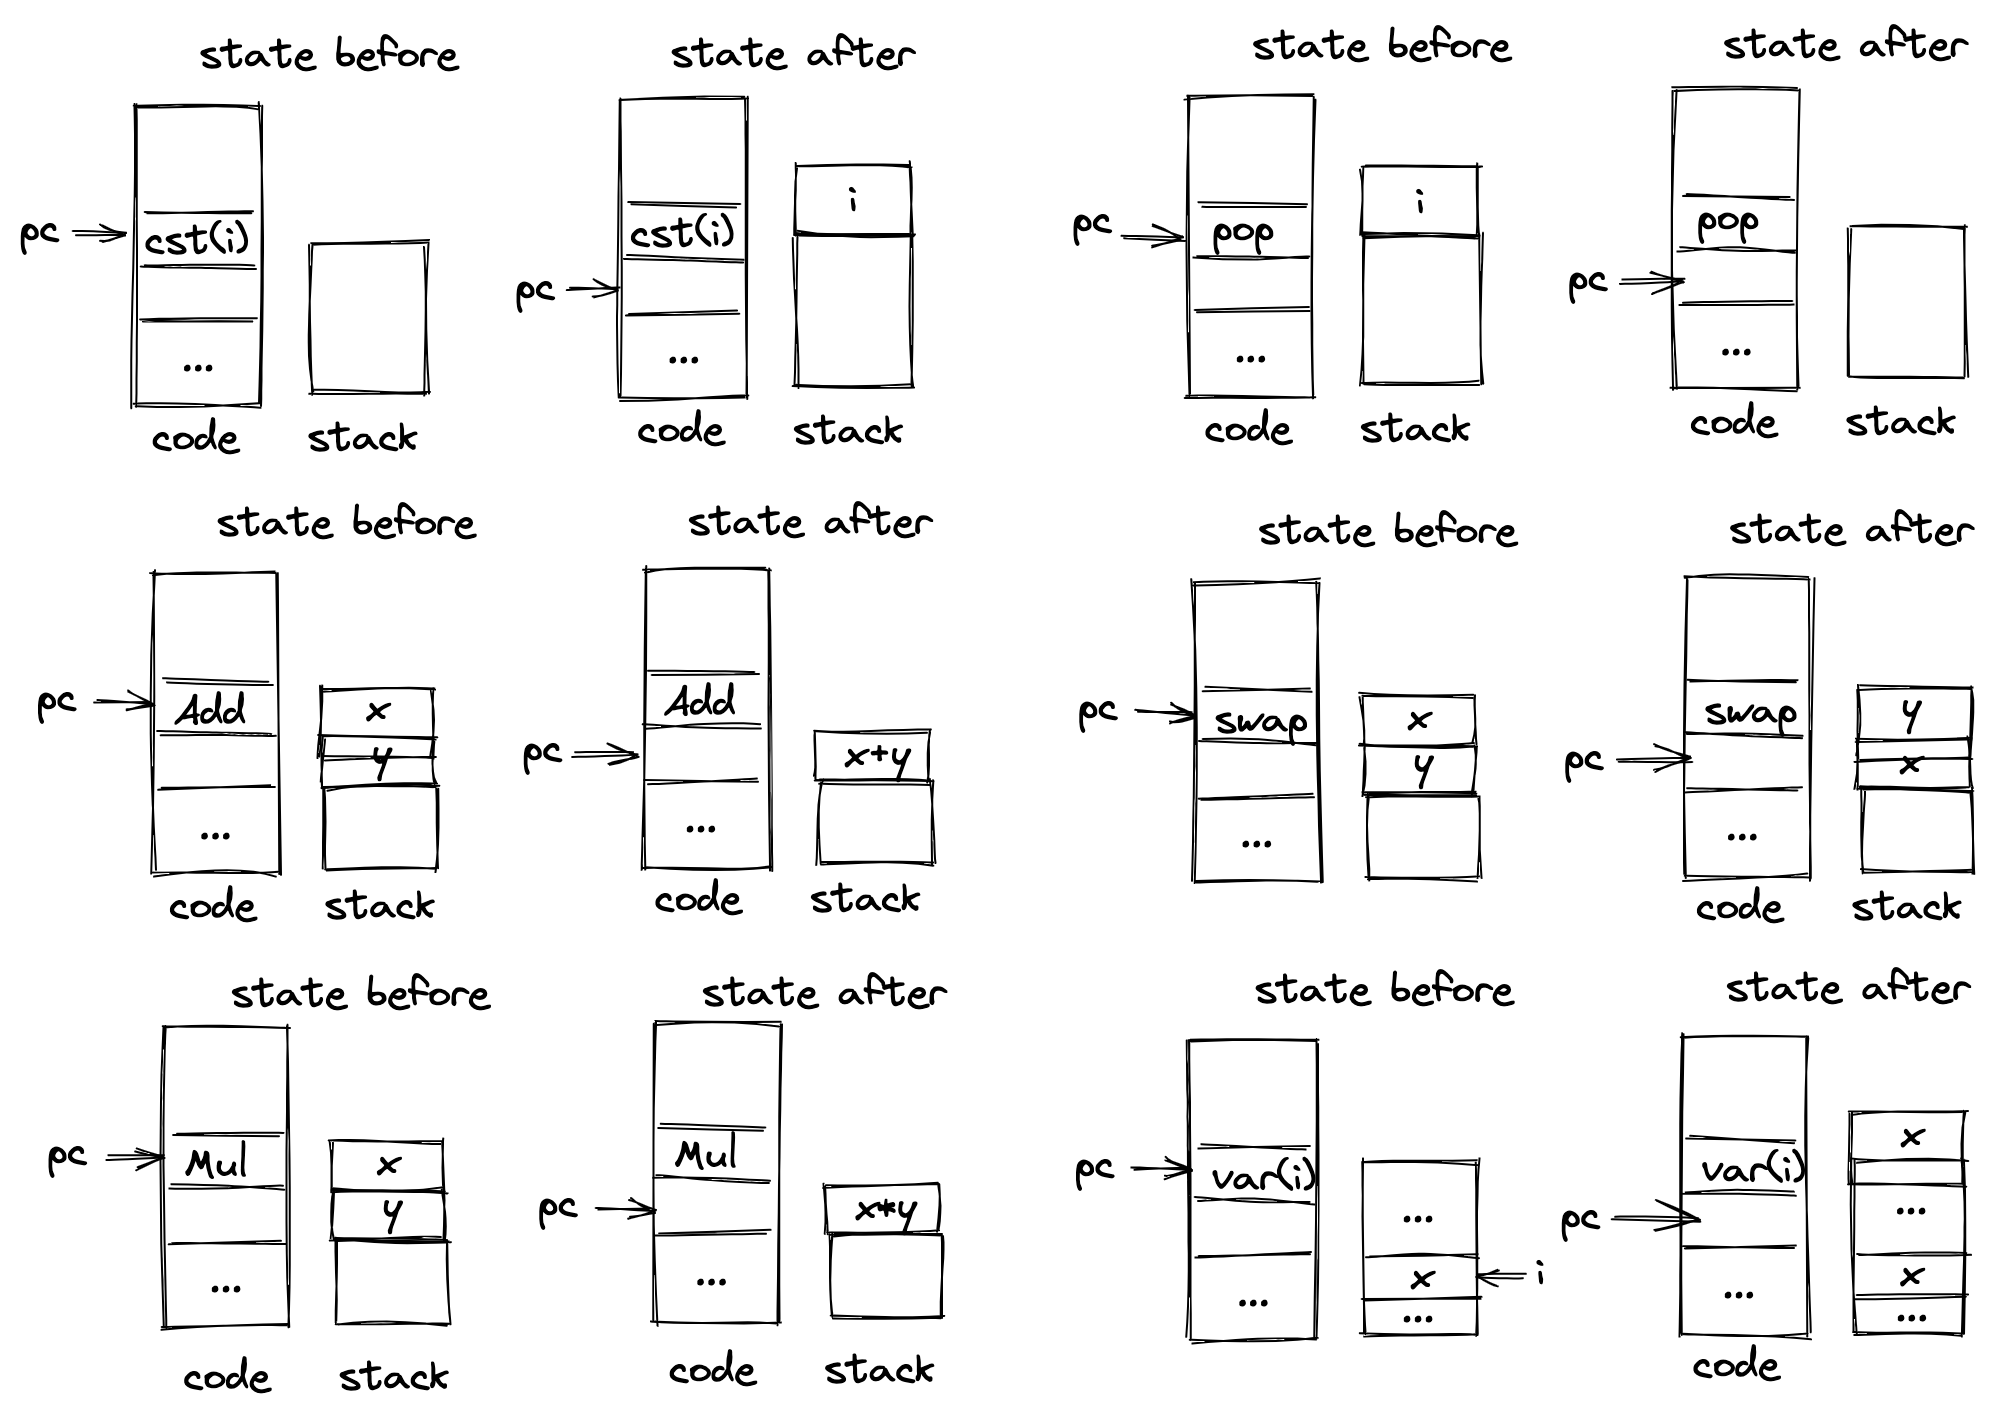 state before state after state before state after
pc cst(i)
...
code stack
cst(i) i
pc
...
code stack
pc pop i
...
code stack
pop
pc
...
code stack
state before state after state before state after
pc Add x
y
...
code stack
Add
pc x+y
...
code stack
pc swap x
y
...
swap y
pc x
...
code stack
state before state after state before state after
pc Mul x
y
...
code stack
Mul
pc x*y
...
code stack
pc var(i)
...
x i
... ...
var(i) x
pc ...
x
... ...
code